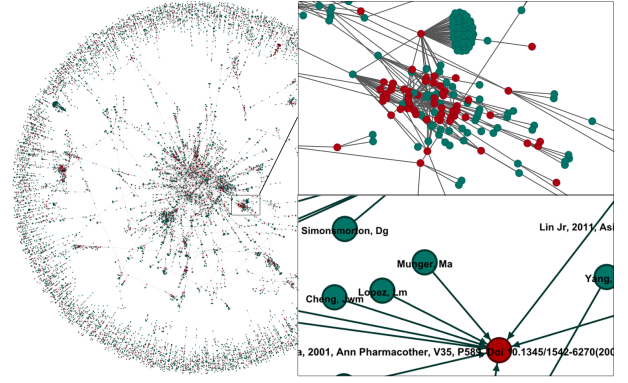 Simonsmorton, Dg
Lin Jr, 2011, Asi
Munger, Ma
Yang,
Lopez, Lm
Cheng, Jwm
a, 2001, Ann Pharmacother, V35, P589, Doi 10.1345/1542-6270(200